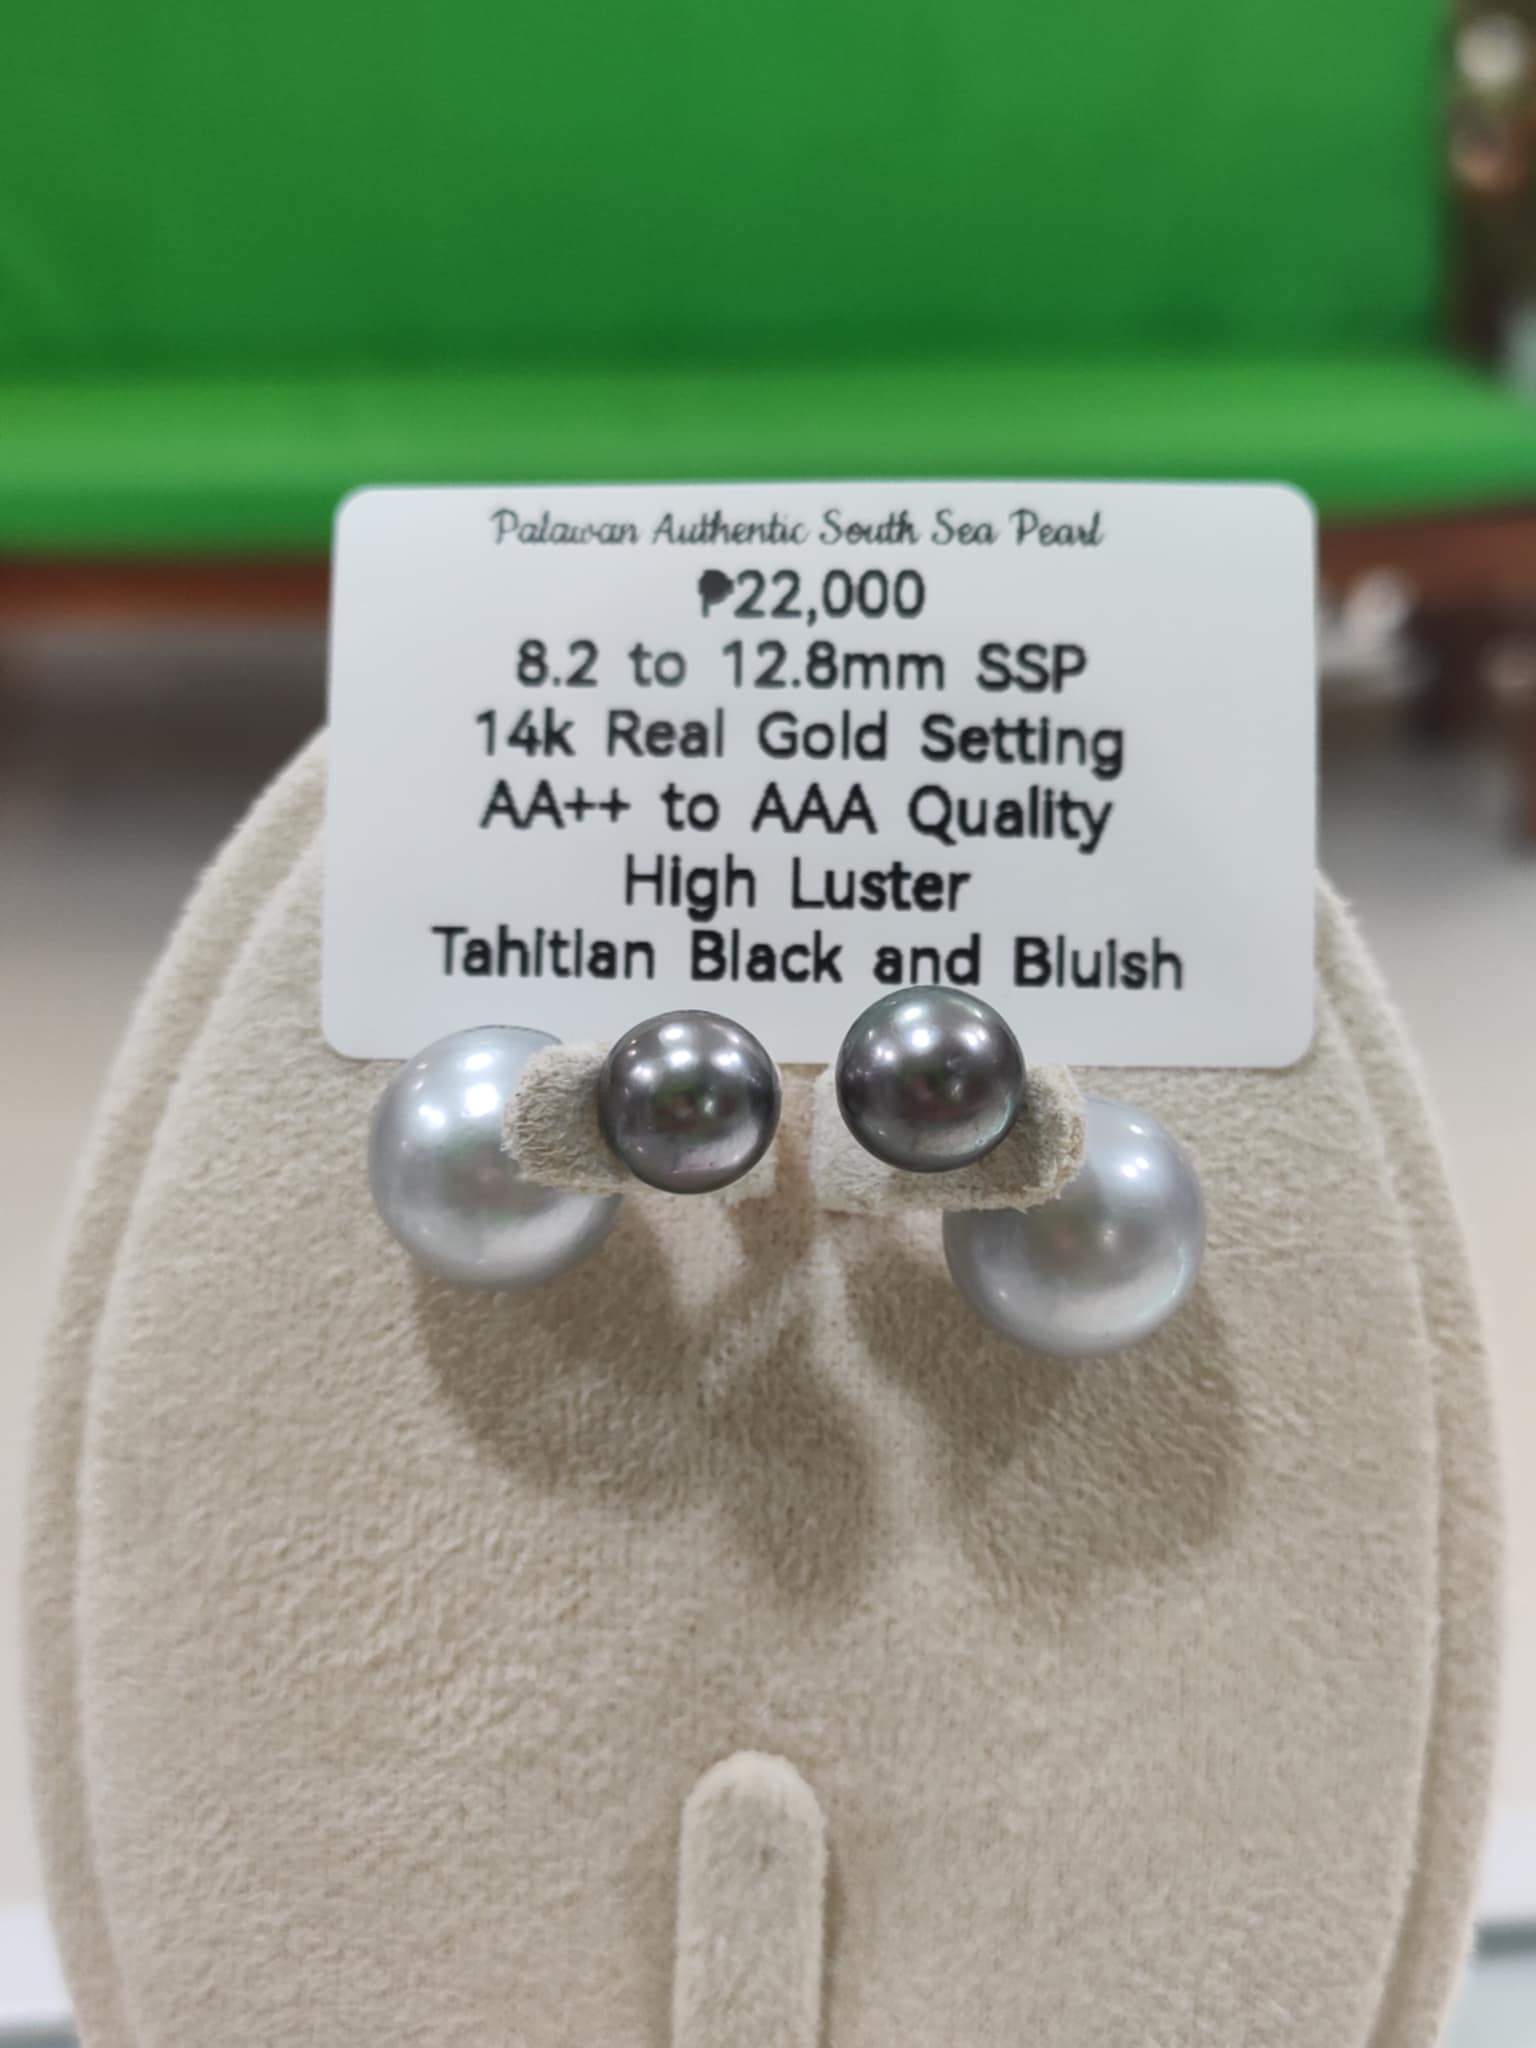 Palawan Authentic South Sea Pearl
₱22,000
8.2 to 12.8mm SSP
14k Real Gold Setting
AA++ to AAA Quality
High Luster
Tahitian Black and Bluish